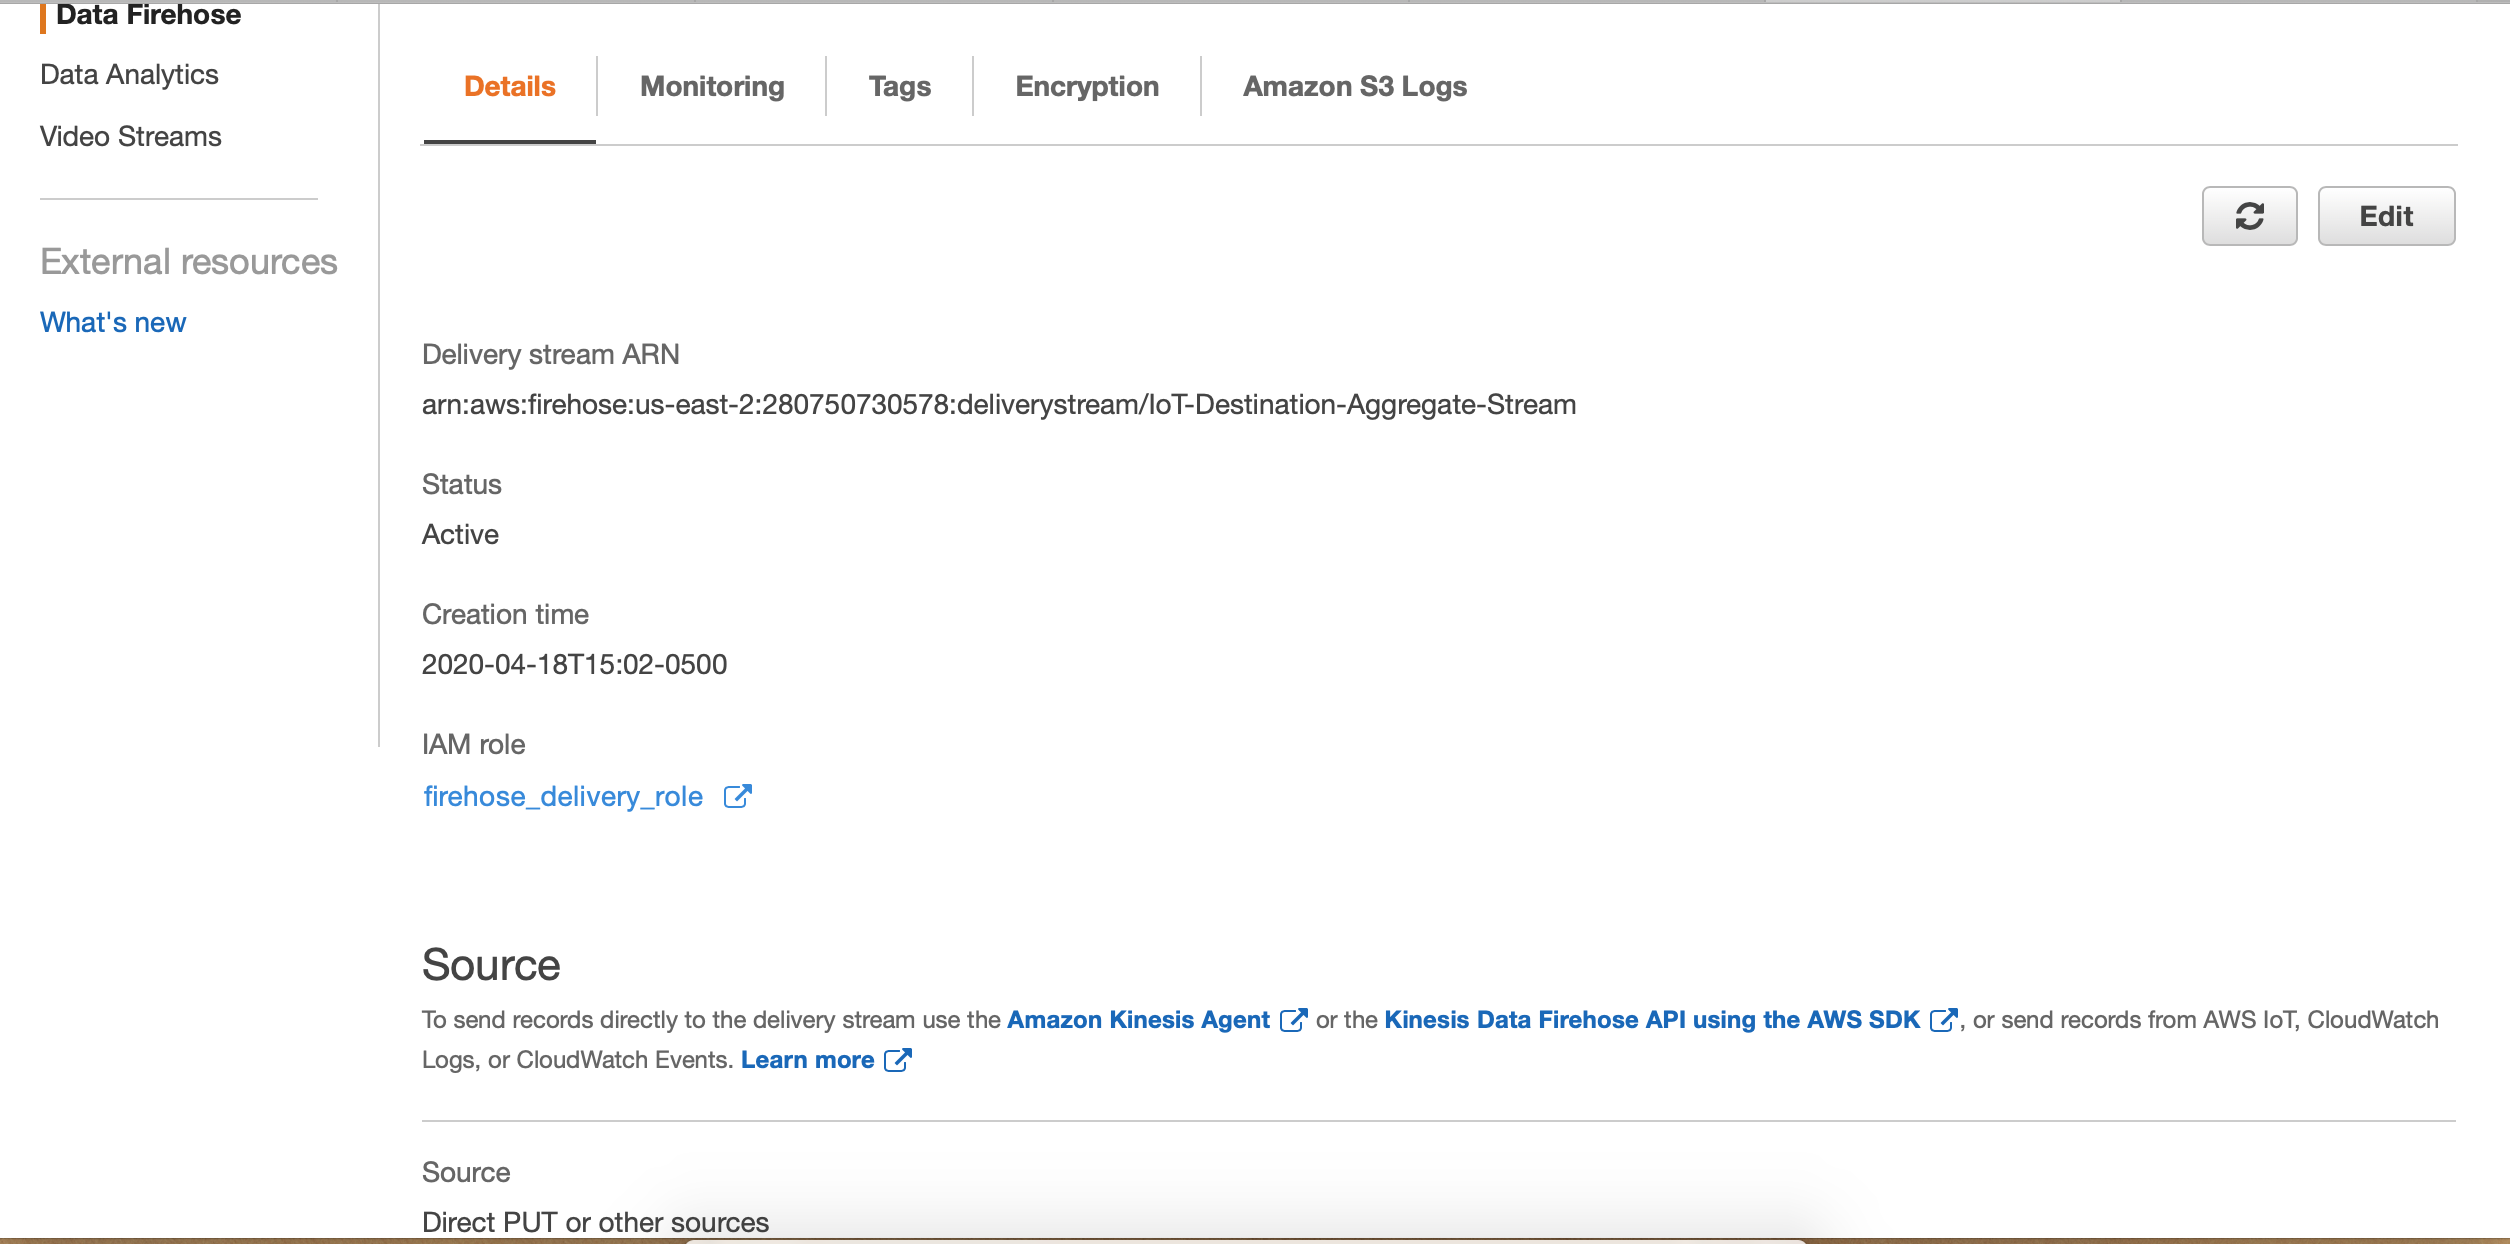 Data Firehose
Data Analytics
Video Streams
External resources
What's new
Details
Monitoring
Tags
Encryption
Amazon S3 Logs
Edit
Delivery stream ARN
arn:aws:firehose:us-east-2:280750730578:deliverystream/IoT-Destination-Aggregate-Stream
Status
Active
Creation time
2020-04-18T15:02-0500
IAM role
firehose_delivery_role
Source
To send records directly to the delivery stream use the Amazon Kinesis Agent or the Kinesis Data Firehose API using the AWS SDK , or send records from AWS IoT, CloudWatch
Logs, or CloudWatch Events. Learn more
Source
Direct PUT or other sources